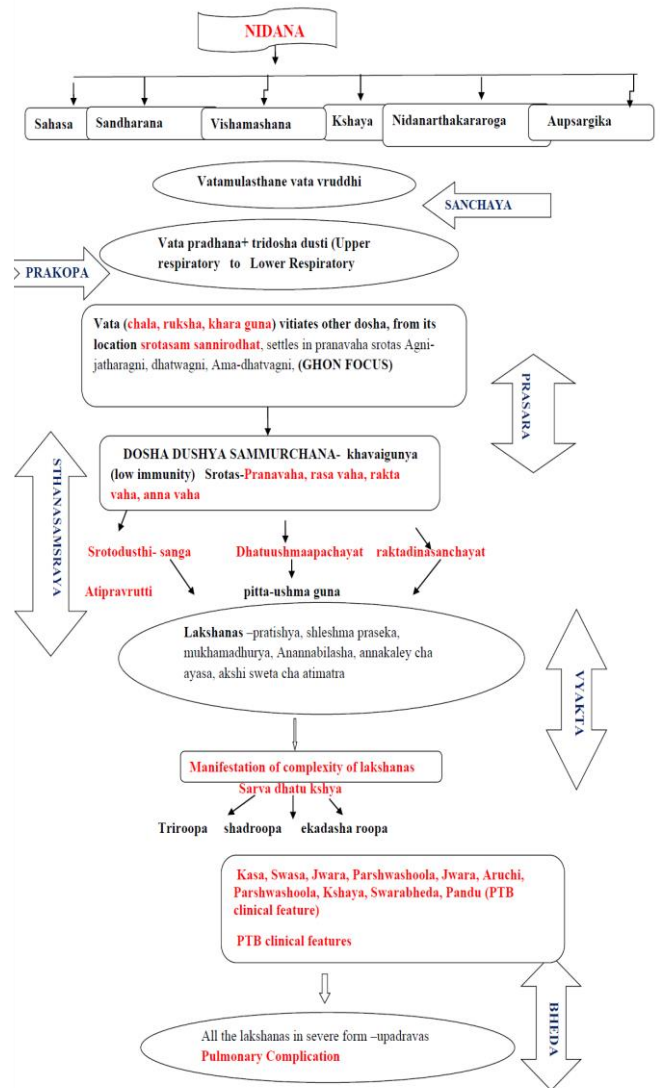 NIDANA
Sahasa
Sandharana
Vishamashana
Kshaya
Nidanarthakararoga
Aupsargika
Vatamulasthane vata vruddhi
SANCHAYA
Vata pradhana+ tridosha dusti (Upper
respiratory to Lower Respiratory
PRAKOPA
Vata (chala, ruksha, khara guna) vitiates other dosha, from its
location srotasam sannirodhat, settles in pranavaha srotas Agni-
jatharagni, dhatwagni, Ama-dhatvagni, (GHON FOCUS)
PRASARA
DOSHA DUSHYA SAMMURCHANA- khavaigunya
(low immunity) Srotas-Pranavaha, rasa vaha, rakta
vaha, anna vaha
STHANASAMSRAYA
Srotodusthi- sanga
Dhatuushmaapachayat
raktadinasanchayat
Atipravrutti
pitta-ushma guna
Lakshanas –pratishya, shleshma praseka,
mukhamadhurya, Anannabilasha, annakaley cha
ayasa, akshi sweta cha atimatra
VYAKTA
Manifestation of complexity of lakshanas
Sarva dhatu kshya
Triroopa shadroopa ekadasha roopa
Kasa, Swasa, Jwara, Parshwashoola, Jwara, Aruchi,
Parshwashoola, Kshaya, Swarabheda, Pandu (PTB
clinical feature)
PTB clinical features
BHEDA
All the lakshanas in severe form –upadravas
Pulmonary Complication